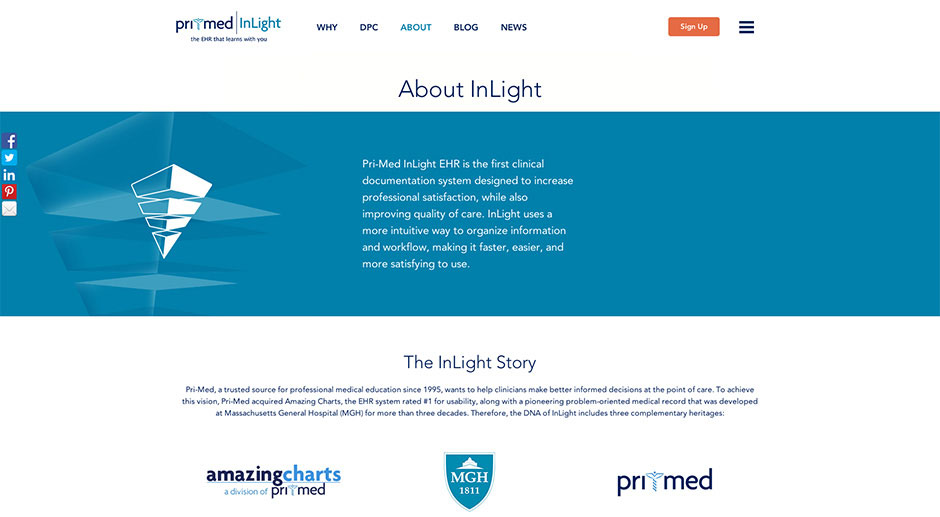 pri med InLight
the EHR that learns with you
WHY DPC ABOUT BLOG NEWS
Sign Up
About InLight
Pri-Med InLight EHR is the first clinical
documentation system designed to increase
professional satisfaction, while also
improving quality of care. InLight uses a
more intuitive way to organize information
and workflow, making it faster, easier, and
more satisfying to use.
The InLight Story
Pri-Med, a trusted source for professional medical education since 1995, wants to help clinicians make better informed decisions at the point of care. To achieve
this vision, Pri-Med acquired Amazing Charts, the EHR system rated #1 for usability, along with a pioneering problem-oriented medical record that was developed
at Massachusetts General Hospital (MGH) for more than three decades. Therefore, the DNA of InLight includes three complementary heritages:
amazingcharts
a division of pri med
MGH
1811
pri med